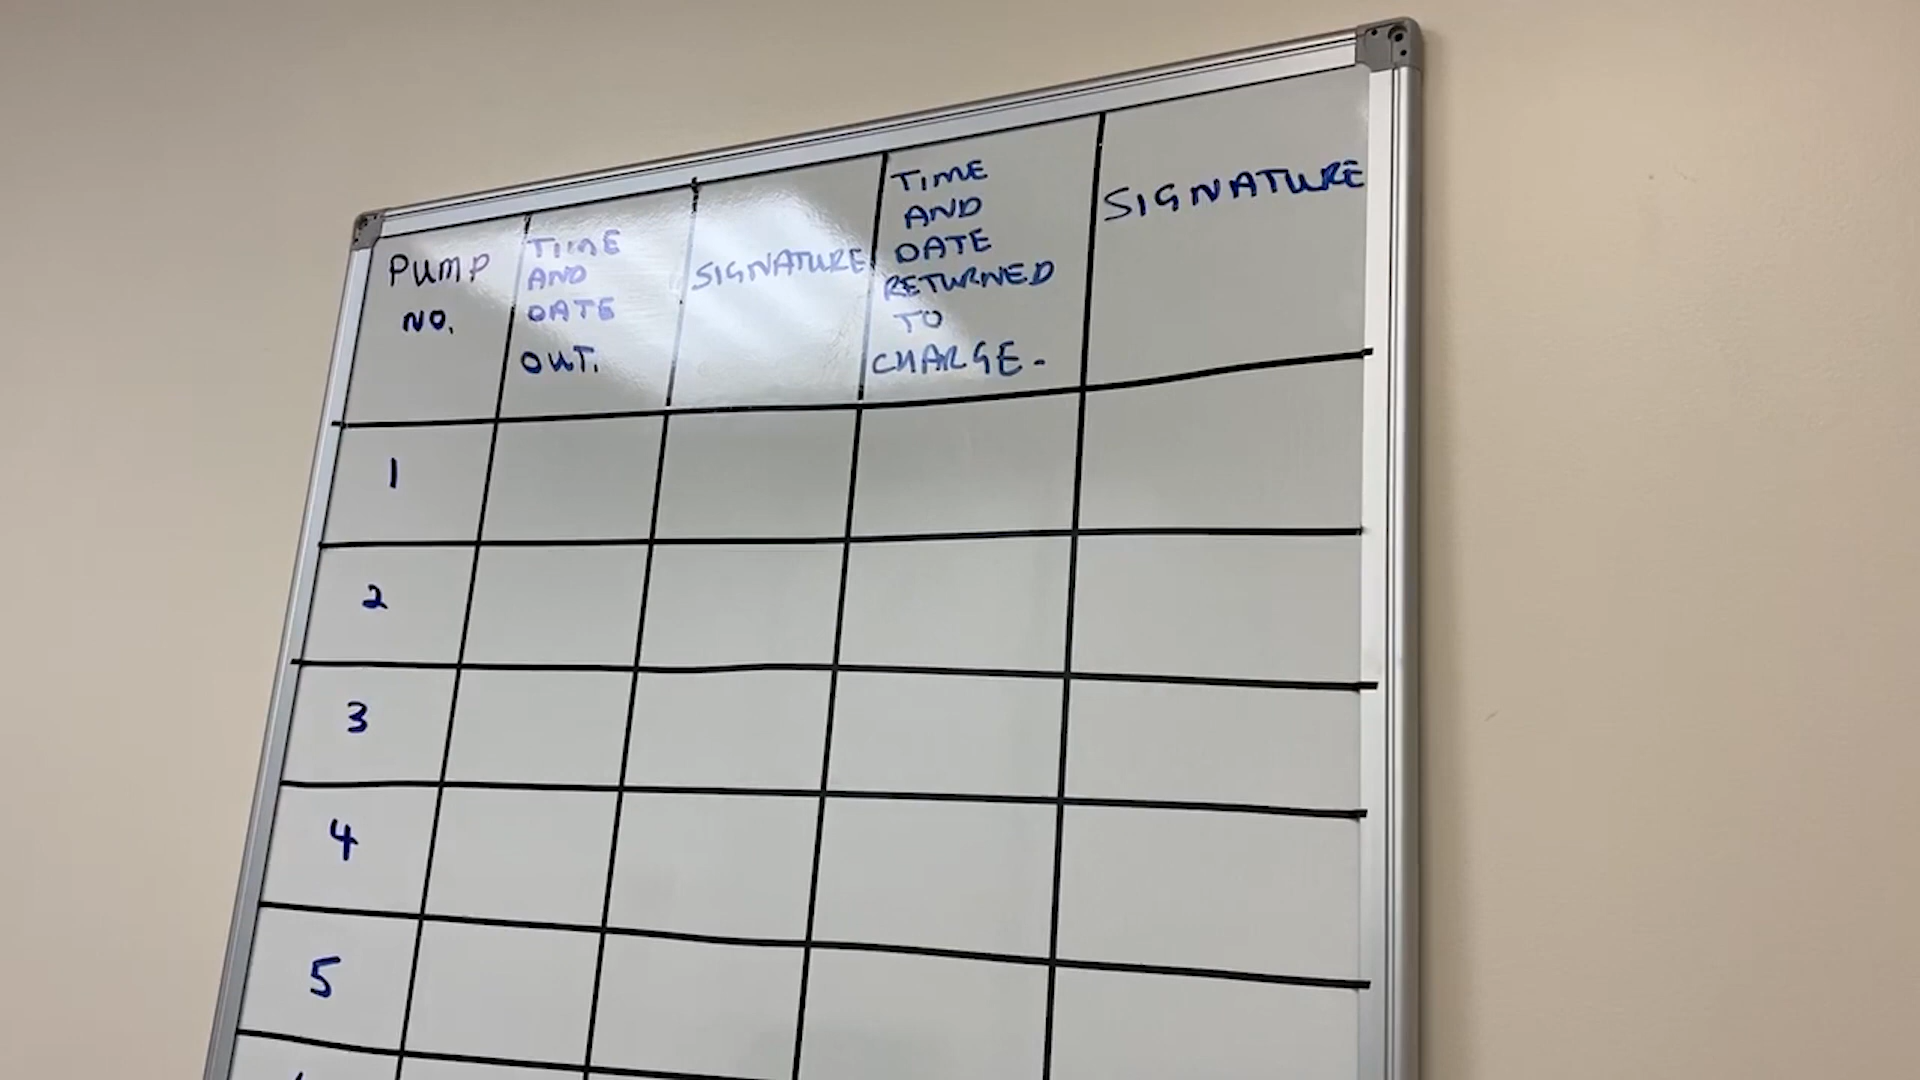 PUMP
NO.
TIME
AND
DATE
OUT.
SIGNATURE
TIME
AND
DATE
RETURNED
TO
CHARGE-
SIGNATURE
1
2
3
4
5